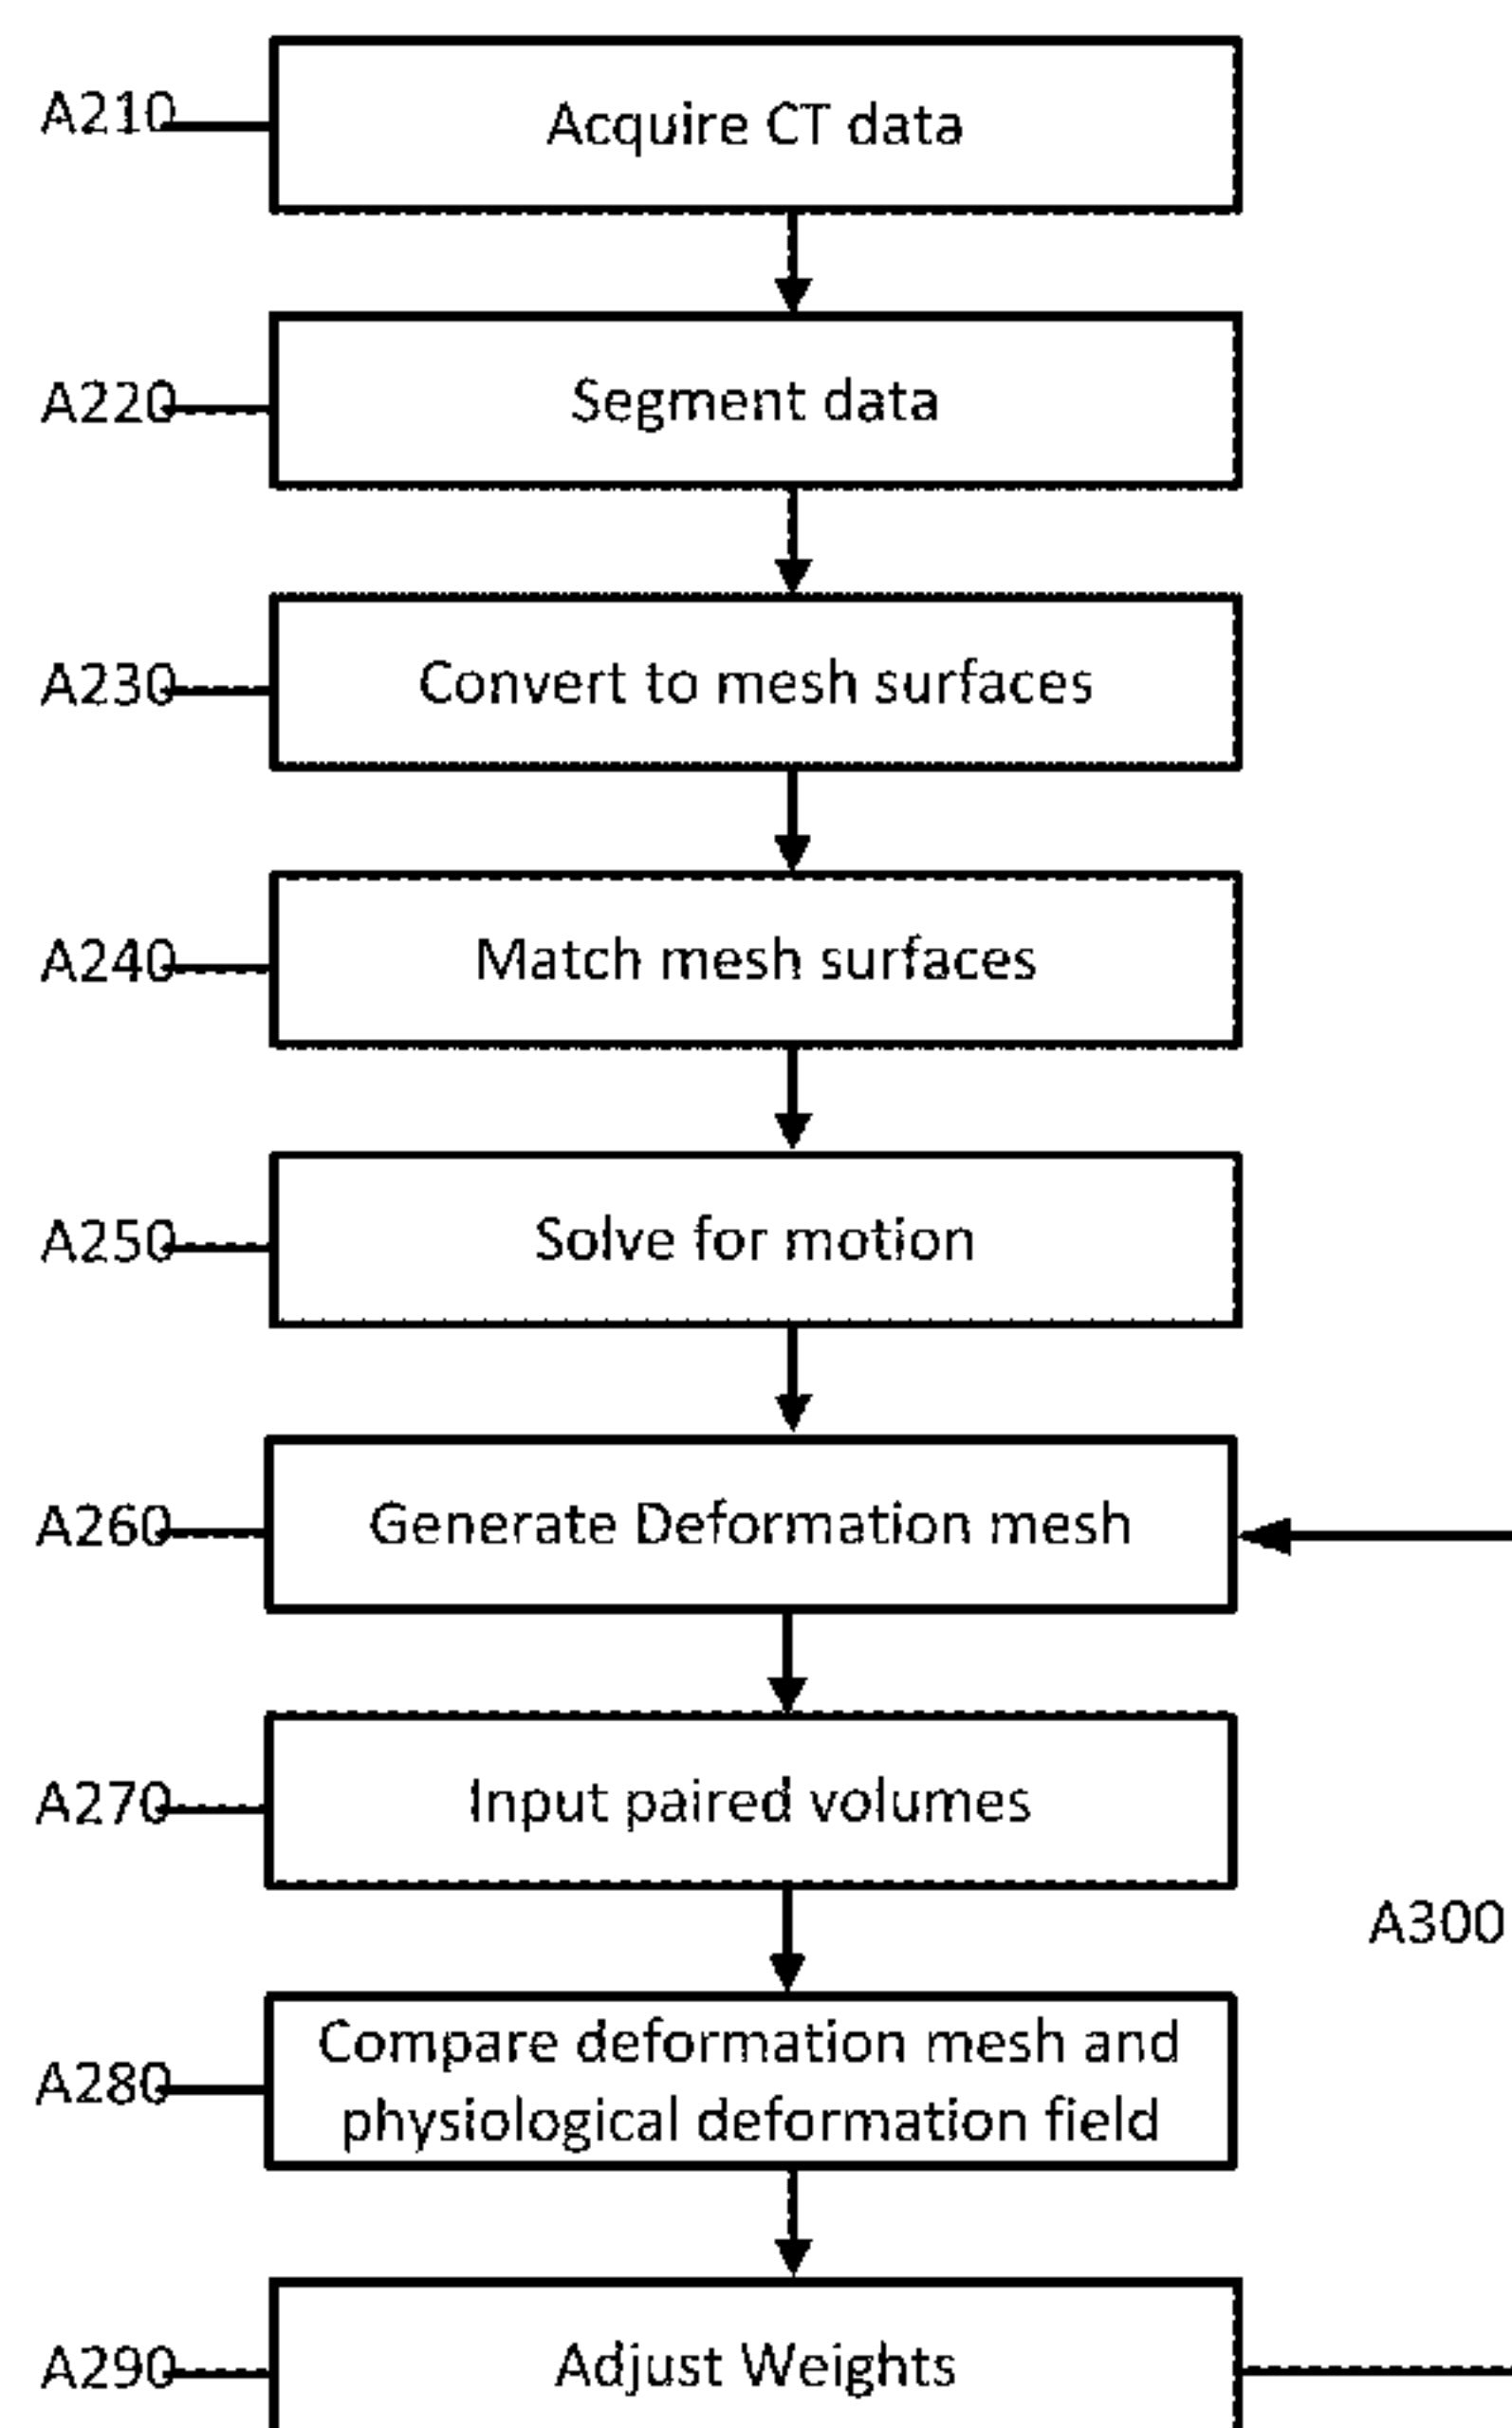 A210
Acquire CT data
A220
Segment data
A230
Convert to mesh surfaces
A240
Match mesh surfaces
A250
Solve for motion
A260
Generate Deformation mesh
A270
Input paired volumes
A300
A280
Compare deformation mesh and
physiological deformation field
A290
Adjust Weights